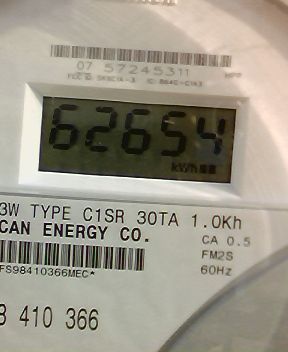 07 57245311
62654
kWh
3W TYPE C1SR 30TA 1.0Kh
CAN ENERGY CO.
CA 0.5
FM2S
60Hz
FS98410366MEC*
8 410 366